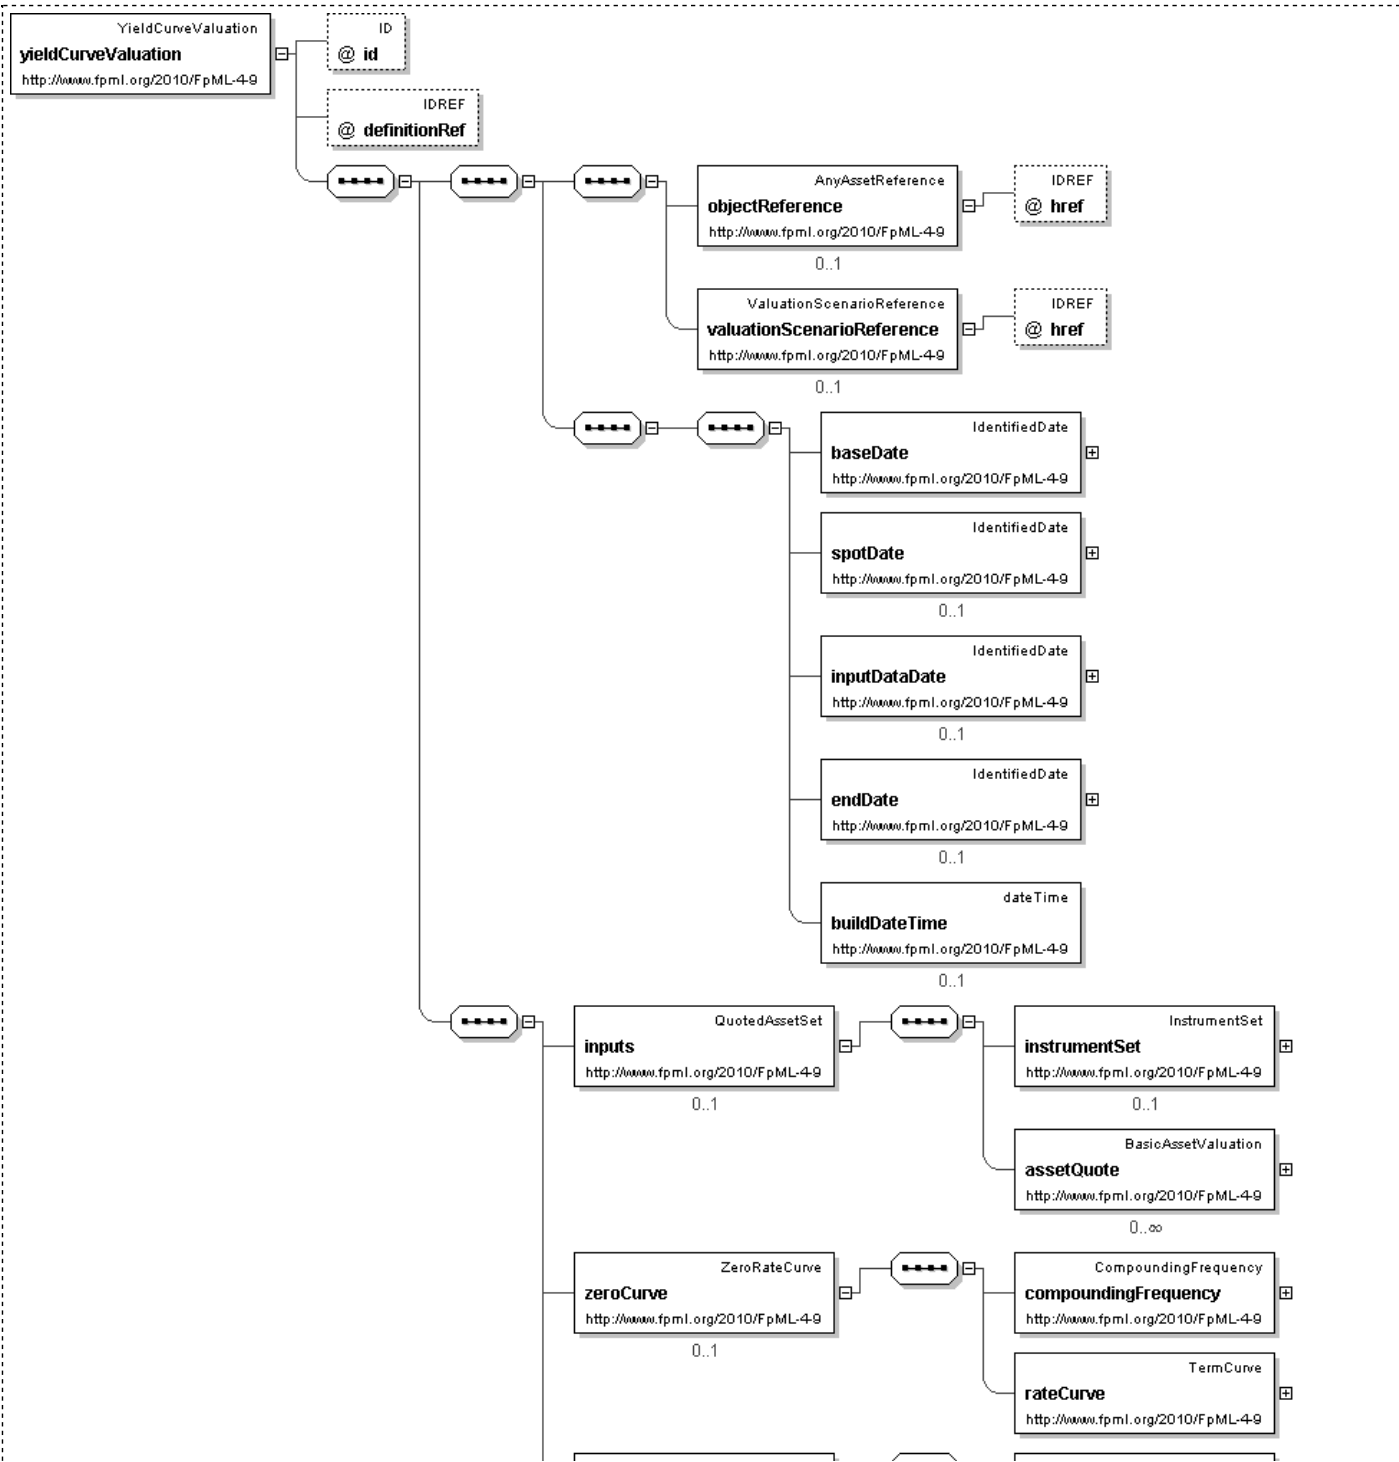 YieldCurveValuation
yieldCurveValuation
http://www.fpml.org/2010/FpML-4-9
ID
@ id
IDREF
@ definitionRef
AnyAssetReference
objectReference
http://www.fpml.org/2010/FpML-4-9
0..1
IDREF
@ href
ValuationScenarioReference
valuationScenarioReference
http://www.fpml.org/2010/FpML-4-9
0..1
IDREF
@ href
IdentifiedDate
baseDate
http://www.fpml.org/2010/FpML-4-9
IdentifiedDate
spotDate
http://www.fpml.org/2010/FpML-4-9
0..1
IdentifiedDate
inputDataDate
http://www.fpml.org/2010/FpML-4-9
0..1
IdentifiedDate
endDate
http://www.fpml.org/2010/FpML-4-9
0..1
dateTime
buildDateTime
http://www.fpml.org/2010/FpML-4-9
0..1
QuotedAssetSet
inputs
http://www.fpml.org/2010/FpML-4-9
0..1
InstrumentSet
instrumentSet
http://www.fpml.org/2010/FpML-4-9
0..1
BasicAssetValuation
assetQuote
http://www.fpml.org/2010/FpML-4-9
0..∞
ZeroRateCurve
zeroCurve
http://www.fpml.org/2010/FpML-4-9
0..1
CompoundingFrequency
compoundingFrequency
http://www.fpml.org/2010/FpML-4-9
TermCurve
rateCurve
http://www.fpml.org/2010/FpML-4-9